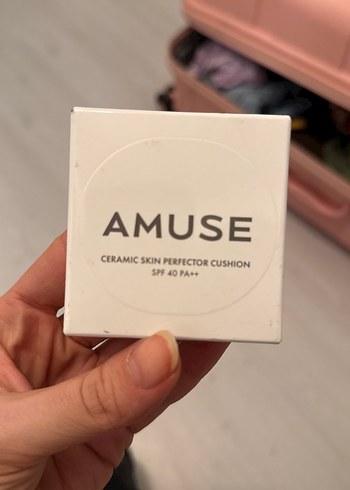 AMUSE
CERAMIC SKIN PERFECTOR CUSHION
SPF 40 PA++